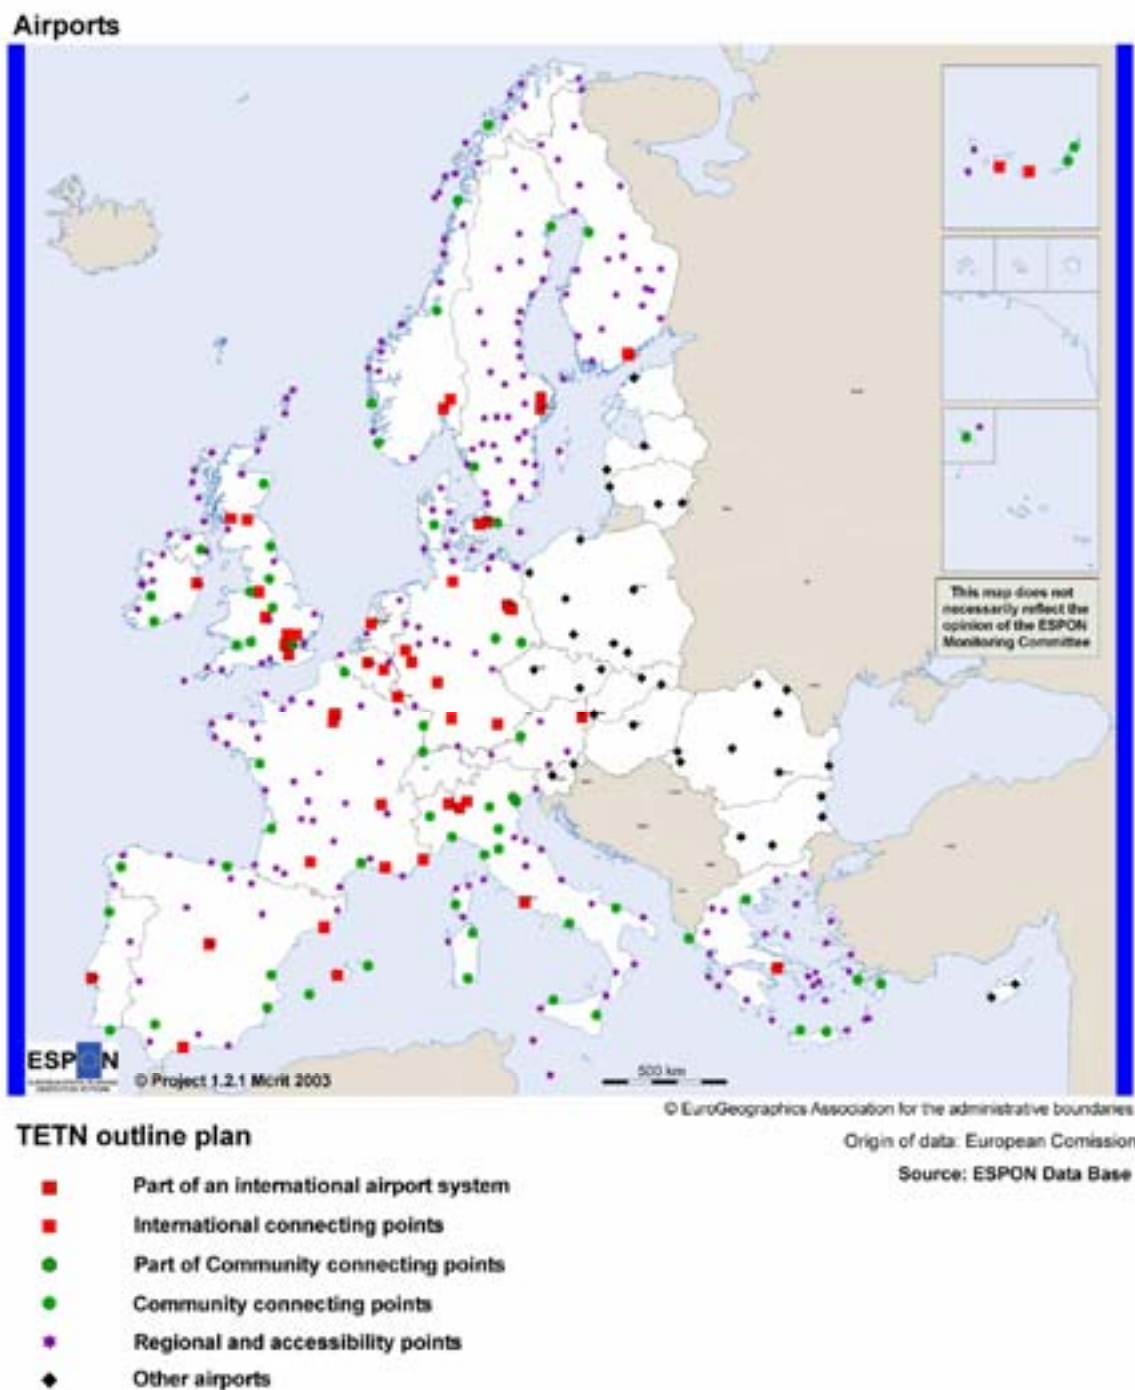 Airports
This map does not
necessarily reflect the
opinion of the ESPON
Monitoring Committee
ESPON
© Project 1.2.1 Mcrit 2003
500 km
© EuroGeographics Association for the administrative boundaries
TETN outline plan
Origin of data: European Comission
Source: ESPON Data Base
Part of an international airport system
International connecting points
Part of Community connecting points
Community connecting points
Regional and accessibility points
Other airports